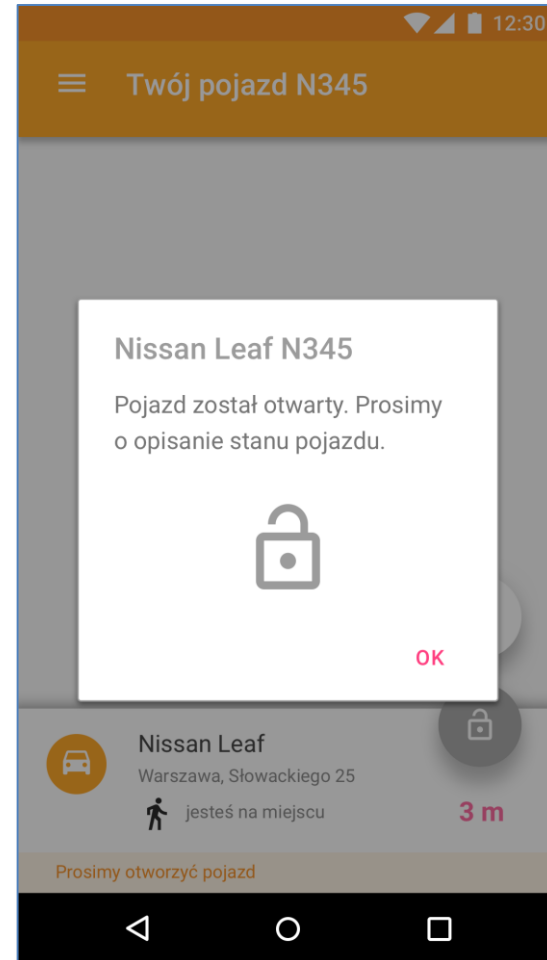 12:30
Twój pojazd N345
Nissan Leaf N345
Pojazd został otwarty. Prosimy
o opisanie stanu pojazdu.
OK
Nissan Leaf
Warszawa, Słowackiego 25
jesteś na miejscu
3 m
Prosimy otworzyć pojazd